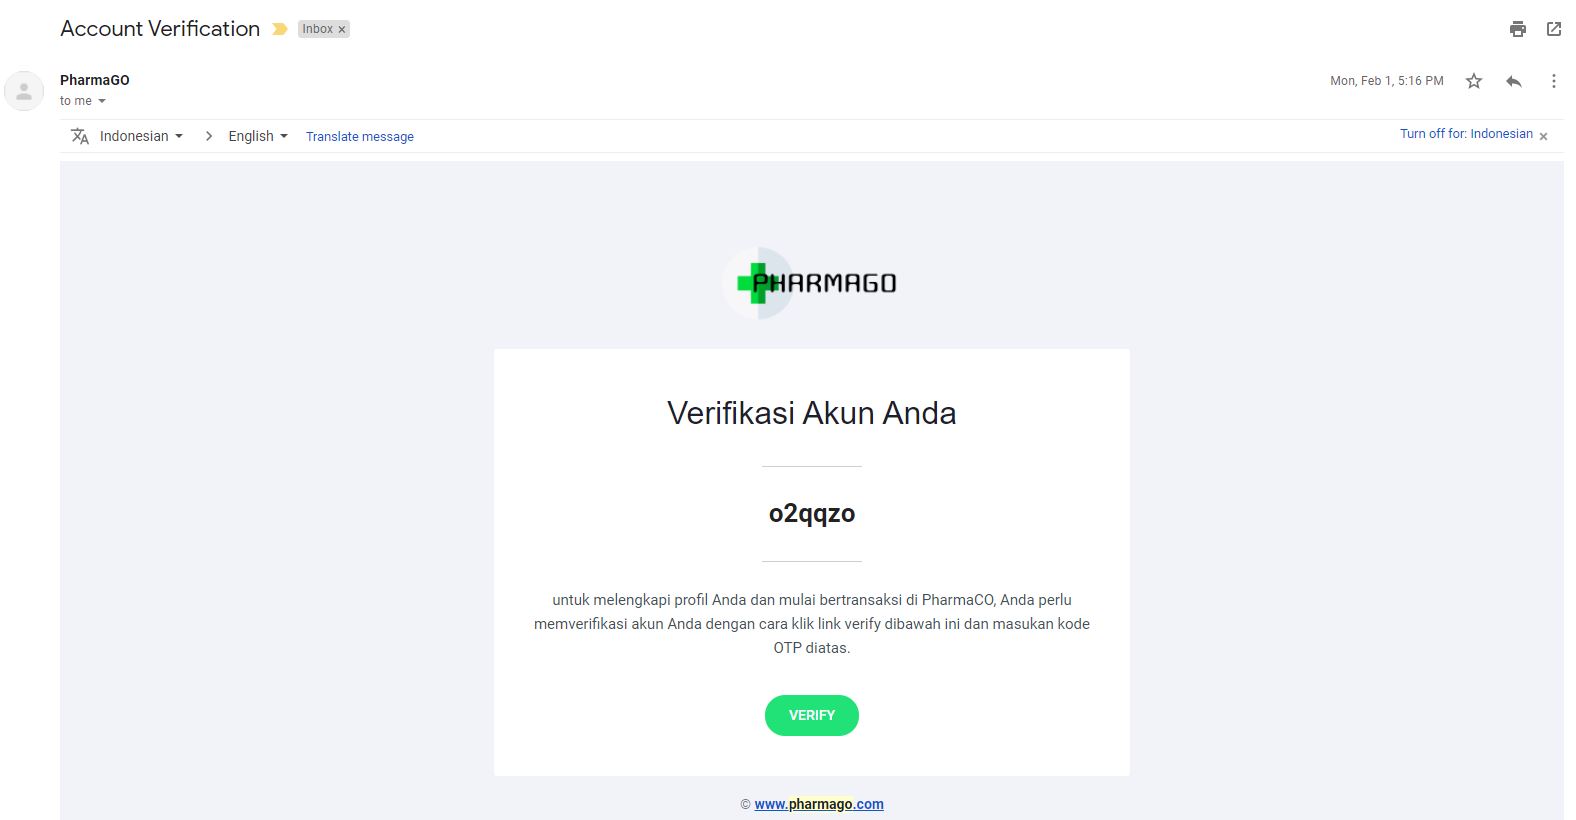 Account Verification
Inbox ×
PharmaGO
Mon, Feb 1, 5:16 PM
to me
Indonesian
English
Translate message
Turn off for: Indonesian ×
PHARMAGO
Verifikasi Akun Anda
o2qqzo
untuk melengkapi profil Anda dan mulai bertransaksi di PharmaCO, Anda perlu
memverifikasi akun Anda dengan cara klik link verify dibawah ini dan masukan kode
OTP diatas.
VERIFY
© www.pharmago.com